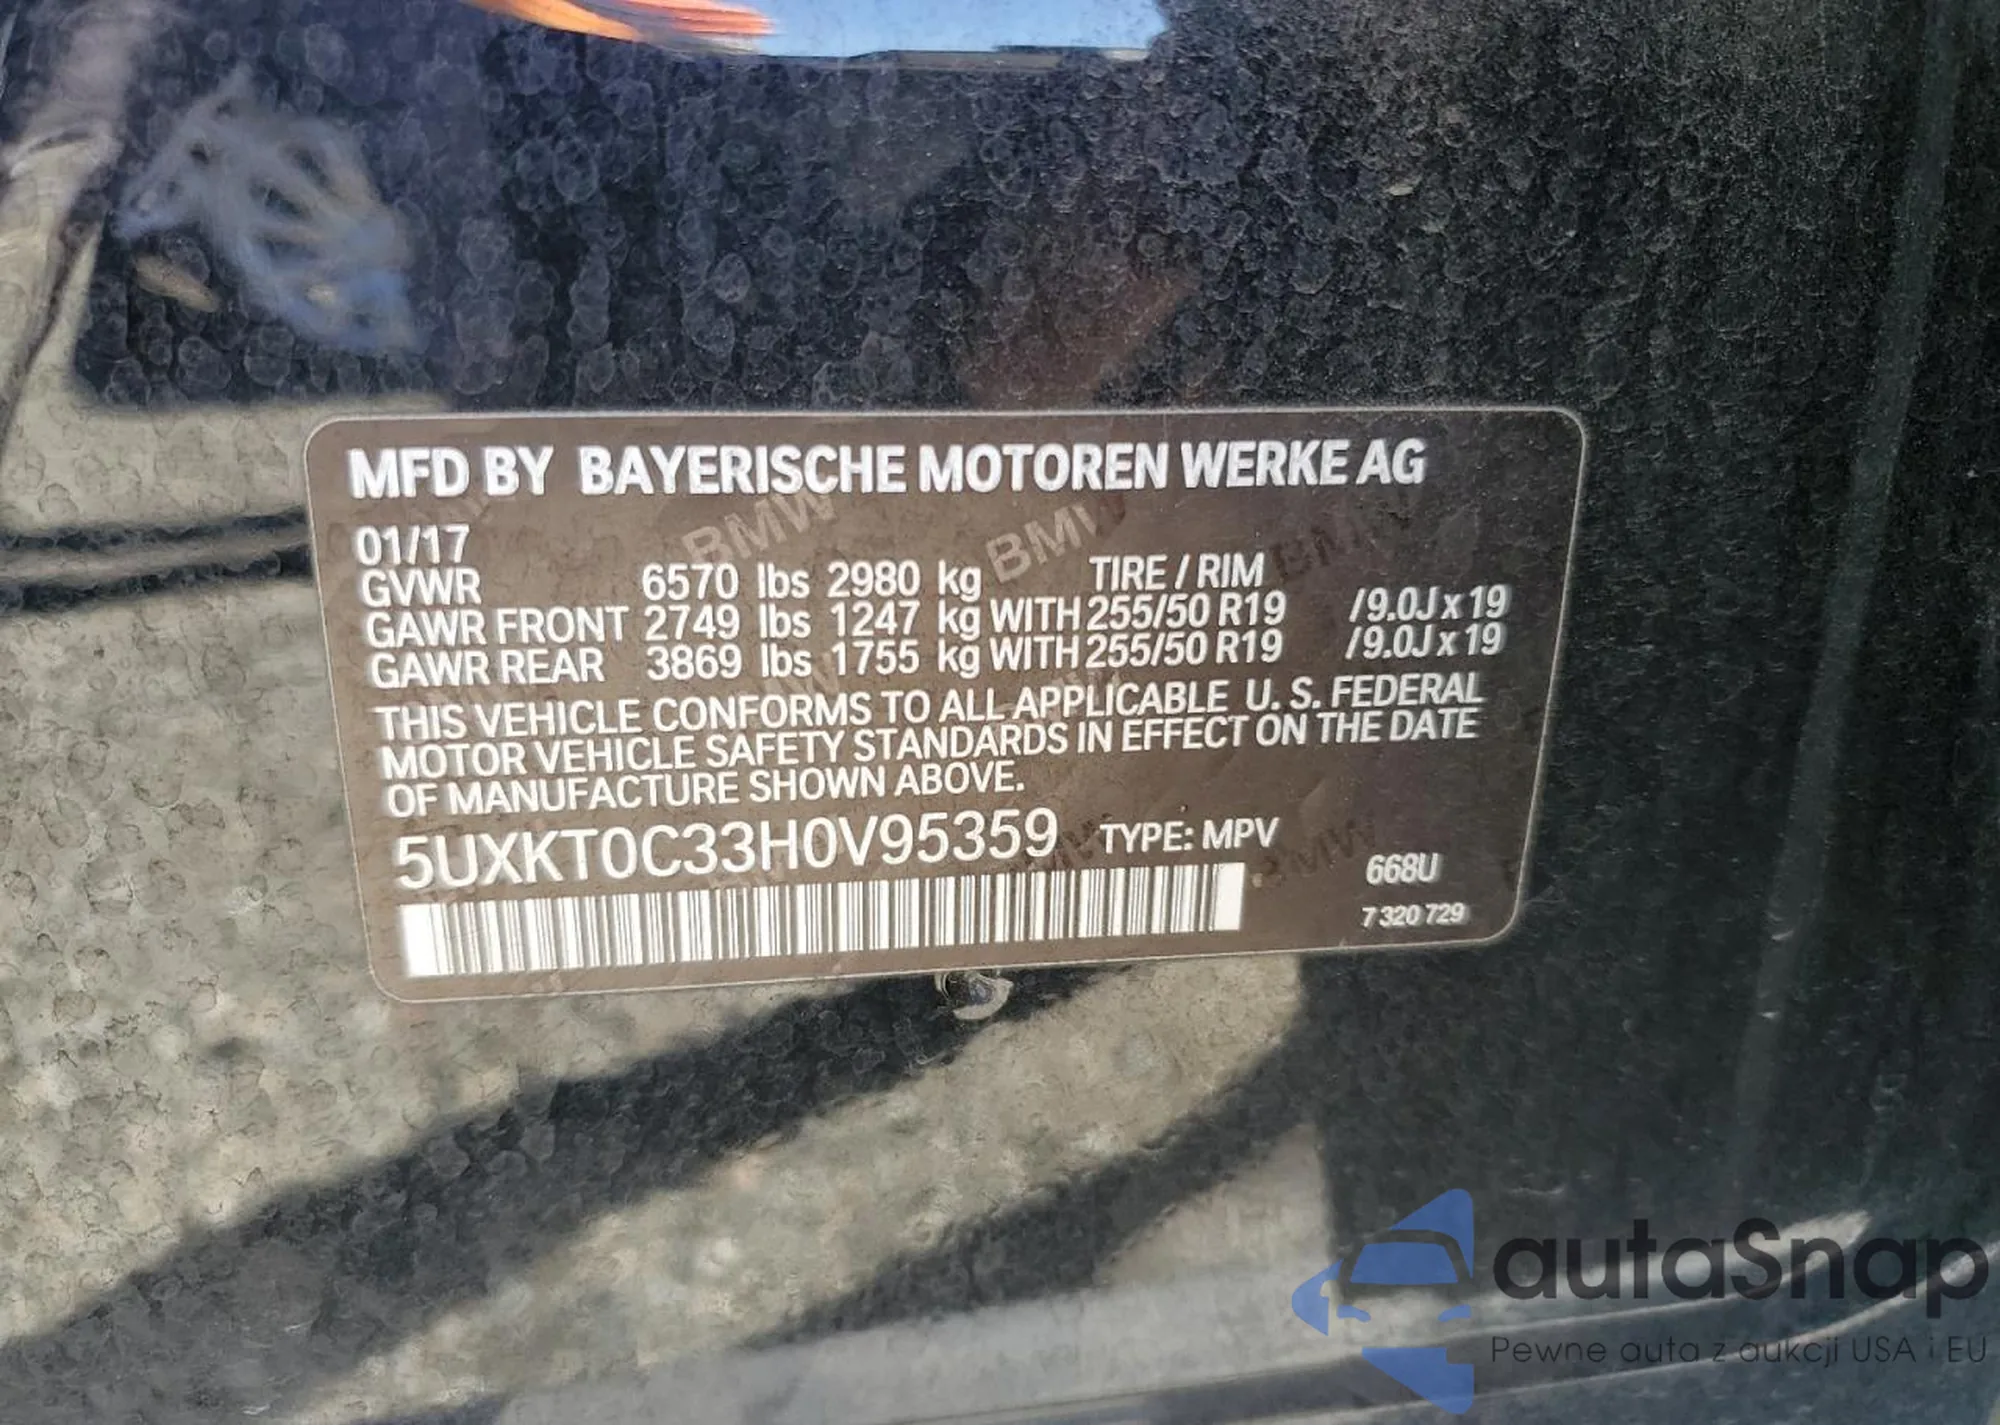 MFD BY BAYERISCHE MOTOREN WERKE AG
01/17
GVWR 6570 lbs 2980 kg TIRE / RIM
GAWR FRONT 2749 lbs 1247 kg WITH 255/50 R19 /9.0J x 19
GAWR REAR 3869 lbs 1755 kg WITH 255/50 R19 /9.0J x 19
THIS VEHICLE CONFORMS TO ALL APPLICABLE U. S. FEDERAL
MOTOR VEHICLE SAFETY STANDARDS IN EFFECT ON THE DATE
OF MANUFACTURE SHOWN ABOVE.
5UXKT0C33H0V95359 TYPE: MPV
668U
7 320 729
autaSnap
Pewne auta z aukcji USA i EU